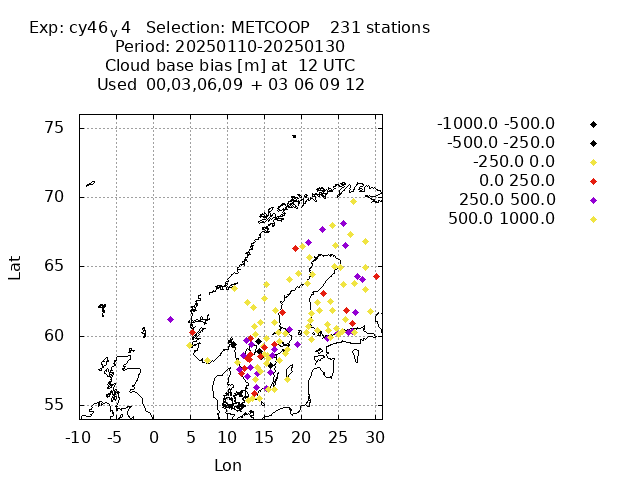 Exp: cy46v4   Selection: METCOOP    231 stations
Period: 20250110-20250130
Cloud base bias [m] at  12 UTC
Used  00,03,06,09  + 03 06 09 12
-1000.0 -500.0
-500.0 -250.0
-250.0 0.0
0.0 250.0
250.0 500.0
500.0 1000.0
75
70
65
60
55
Lat
-10 -5 0 5 10 15 20 25 30
Lon